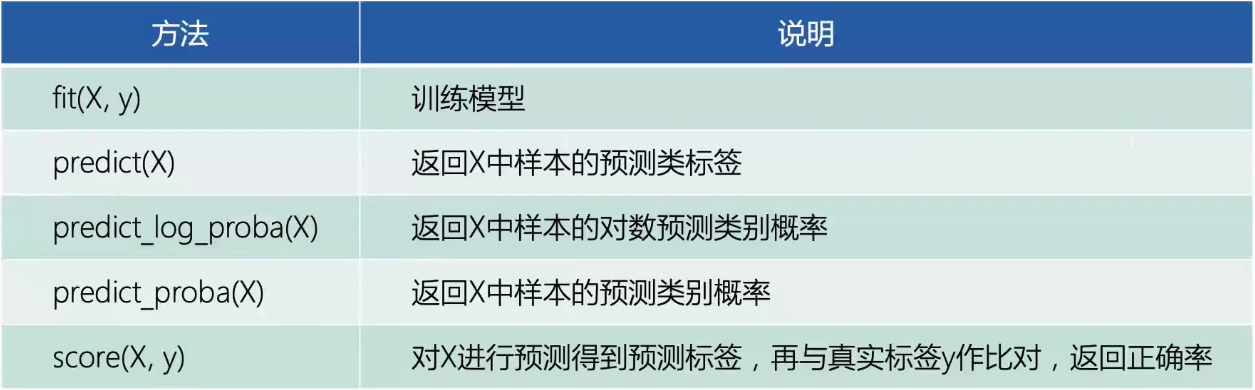 方法 说明
fit(X, y) 训练模型
predict(X) 返回X中样本的预测类标签
predict_log_proba(X) 返回X中样本的对数预测类别概率
predict_proba(X) 返回X中样本的预测类别概率
score(X, y) 对X进行预测得到预测标签，再与真实标签y作比对，返回正确率